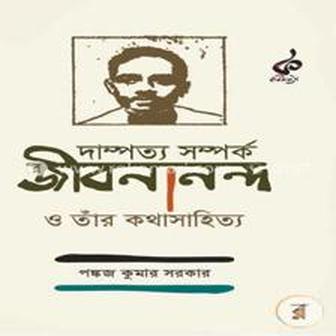 দাম্পত্য সম্পর্ক
জীবনানন্দ
ও তাঁর কথাসাহিত্য
পঙ্কজ কুমার সরকার